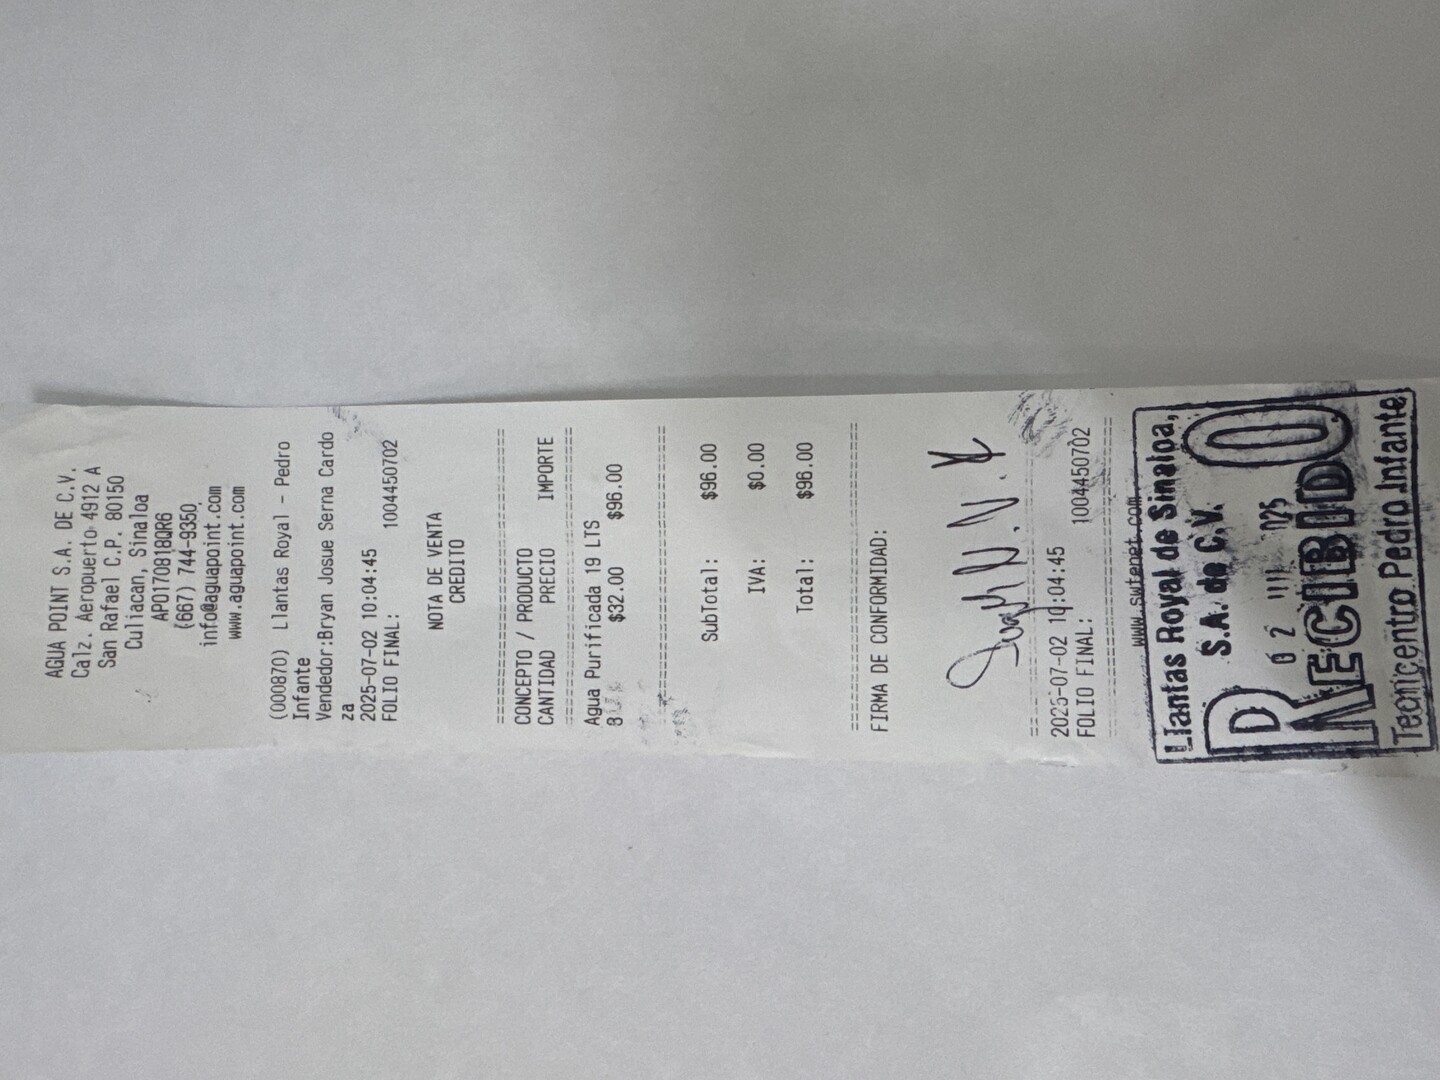 AGUA POINT S.A. DE C.V.
Calz. Aeropuerto 4912 A
San Rafael C.P. 80150
Culiacan, Sinaloa
APO170818QR6
(667) 744-9350
info@aguapoint.com
www.aguapoint.com
(000870) Llantas Royal - Pedro
Infante
Vendedor:Bryan Josue Serna Cardo
za
2025-07-02 10:04:45
FOLIO FINAL: 1004450702
NOTA DE VENTA
CREDITO
CONCEPTO / PRODUCTO
CANTIDAD PRECIO IMPORTE
Agua Purificada 19 LTS
$32.00 $96.00
SubTotal: $96.00
IVA: $0.00
Total: $96.00
FIRMA DE CONFORMIDAD:
2025-07-02 10:04:45
FOLIO FINAL: 1004450702
www.swtenet.com
Llantas Royal de Sinaloa,
S.A. de C.V.
RECIBIDO
Tecnicentro Pedro Infante